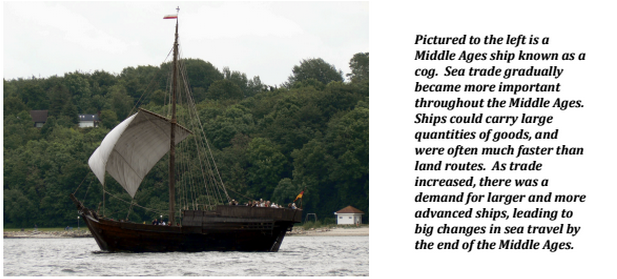 Pictured to the left is a
Middle Ages ship known as a
cog.  Sea trade gradually
became more important
throughout the Middle Ages.
Ships could carry large
quantities of goods, and
were often much faster than
land routes.  As trade
increased, there was a
demand for larger and more
advanced ships, leading to
big changes in sea travel by
the end of the Middle Ages.